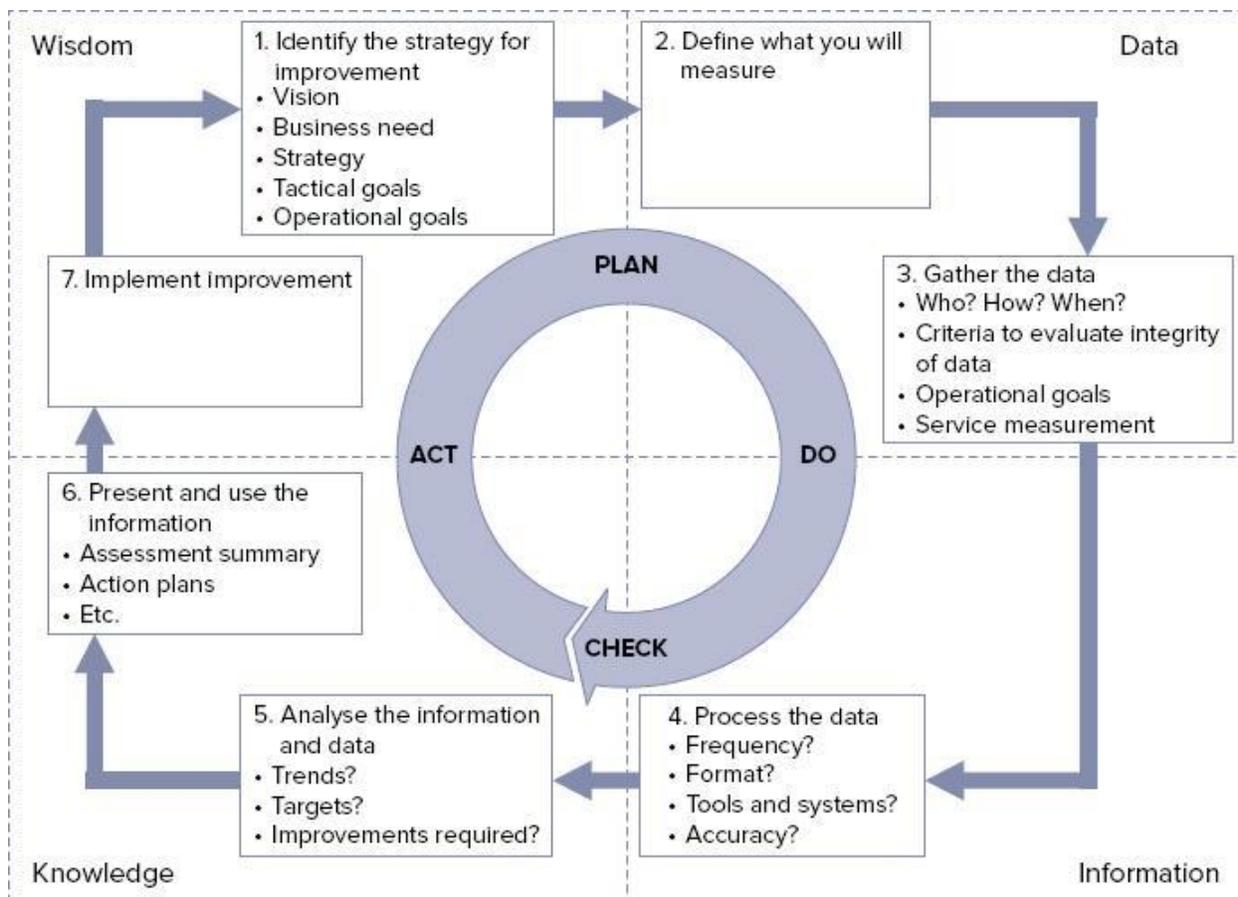 Wisdom
1. Identify the strategy for
improvement
• Vision
• Business need
• Strategy
• Tactical goals
• Operational goals
2. Define what you will
measure
Data
3. Gather the data
• Who? How? When?
• Criteria to evaluate integrity
of data
• Operational goals
• Service measurement
7. Implement improvement
PLAN
ACT
DO
CHECK
6. Present and use the
information
• Assessment summary
• Action plans
• Etc.
5. Analyse the information
and data
• Trends?
• Targets?
• Improvements required?
4. Process the data
• Frequency?
• Format?
• Tools and systems?
• Accuracy?
Knowledge
Information